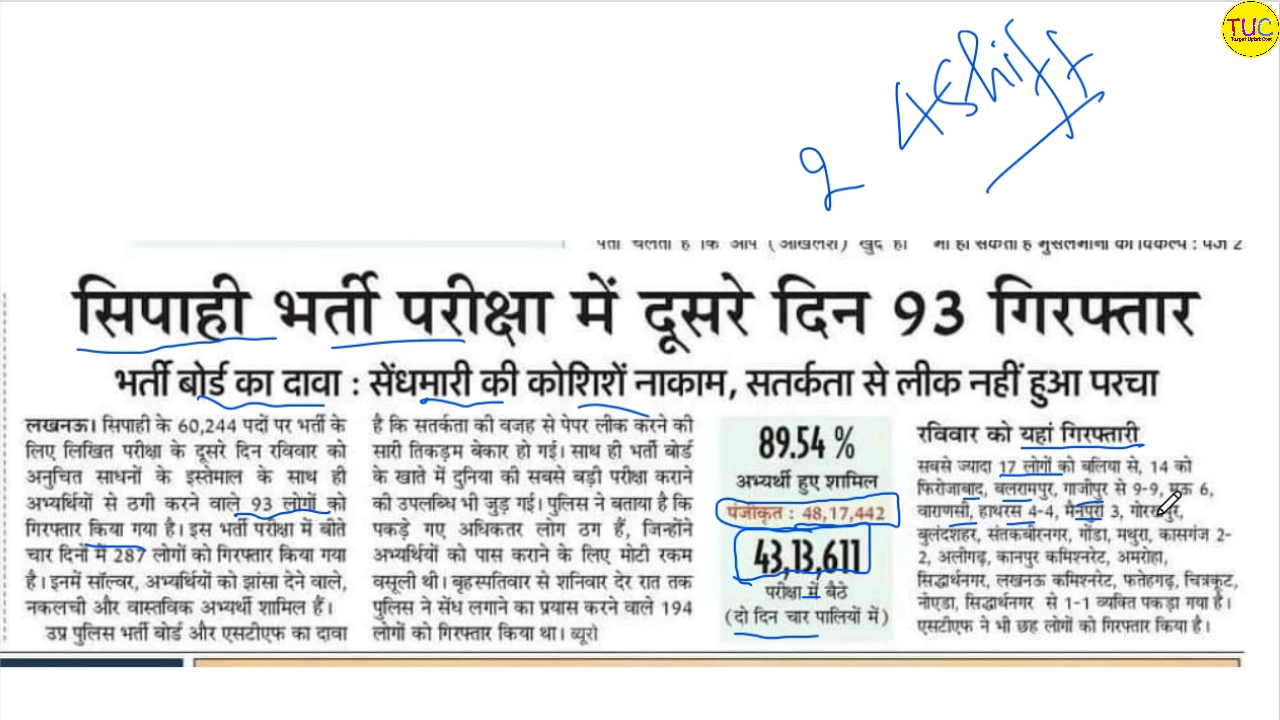 TUC
Target Uptet Ctet
2 4 Shift
सिपाही भर्ती परीक्षा में दूसरे दिन 93 गिरफ्तार
भर्ती बोर्ड का दावा : सेंधमारी की कोशिशें नाकाम, सतर्कता से लीक नहीं हुआ परचा
लखनऊ। सिपाही के 60,244 पदों पर भर्ती के
लिए लिखित परीक्षा के दूसरे दिन रविवार को
अनुचित साधनों के इस्तेमाल के साथ ही
अभ्यर्थियों से ठगी करने वाले 93 लोगों को
गिरफ्तार किया गया है। इस भर्ती परीक्षा में बीते
चार दिनों में 287 लोगों को गिरफ्तार किया गया
है। इनमें सॉल्वर, अभ्यर्थियों को झांसा देने वाले,
नकलची और वास्तविक अभ्यर्थी शामिल हैं।
उप्र पुलिस भर्ती बोर्ड और एसटीएफ का दावा
है कि सतर्कता की वजह से पेपर लीक करने की
सारी तिकड़म बेकार हो गई। साथ ही भर्ती बोर्ड
के खाते में दुनिया की सबसे बड़ी परीक्षा कराने
की उपलब्धि भी जुड़ गई। पुलिस ने बताया है कि
पकड़े गए अधिकतर लोग ठग हैं, जिन्होंने
अभ्यर्थियों को पास कराने के लिए मोटी रकम
वसूली थी। बृहस्पतिवार से शनिवार देर रात तक
पुलिस ने सेंध लगाने का प्रयास करने वाले 194
लोगों को गिरफ्तार किया था। ब्यूरो
89.54 %
अभ्यर्थी हुए शामिल
पंजीकृत : 48,17,442
43,13,611
परीक्षा में बैठे
(दो दिन चार पालियों में)
रविवार को यहां गिरफ्तारी
सबसे ज्यादा 17 लोगों को बलिया से, 14 को
फिरोजाबाद, बलरामपुर, गाजीपुर से 9-9, मऊ 6,
वाराणसी, हाथरस 4-4, मैनपुरी 3, गोरखपुर,
बुलंदशहर, संतकबीरनगर, गोंडा, मथुरा, कासगंज 2-
2, अलीगढ़, कानपुर कमिश्नरेट, अमरोहा,
सिद्धार्थनगर, लखनऊ कमिश्नरेट, फतेहगढ़, चित्रकूट,
नोएडा, सिद्धार्थनगर से 1-1 व्यक्ति पकड़ा गया है।
एसटीएफ ने भी छह लोगों को गिरफ्तार किया है।